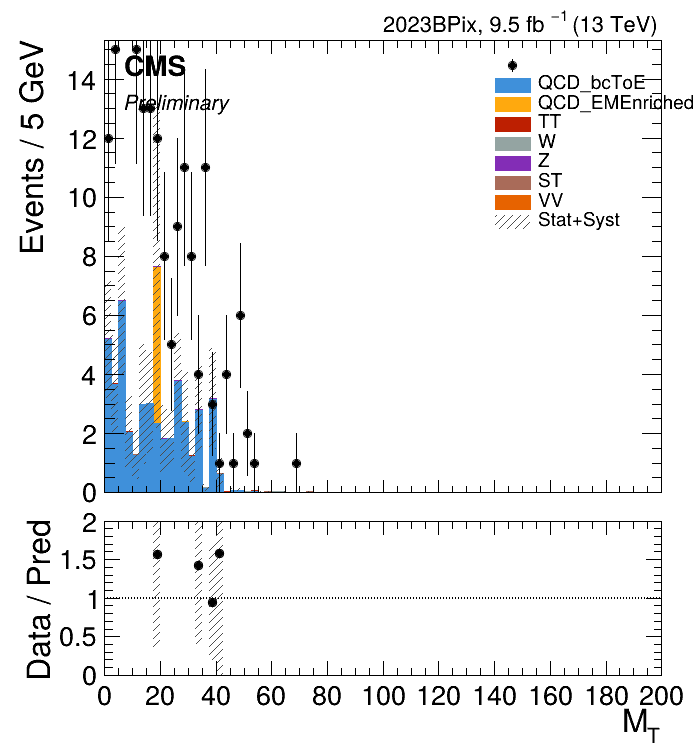 2023BPix, 9.5 fb⁻¹ (13 TeV)
Events / 5 GeV
14
12
10
8
6
4
2
0
CMS
Preliminary
QCD_bcToE
QCD_EMEnriched
TT
W
Z
ST
VV
Stat+Syst
Data / Pred
2
1.5
1
0.5
0
0 20 40 60 80 100 120 140 160 180 200
M_T